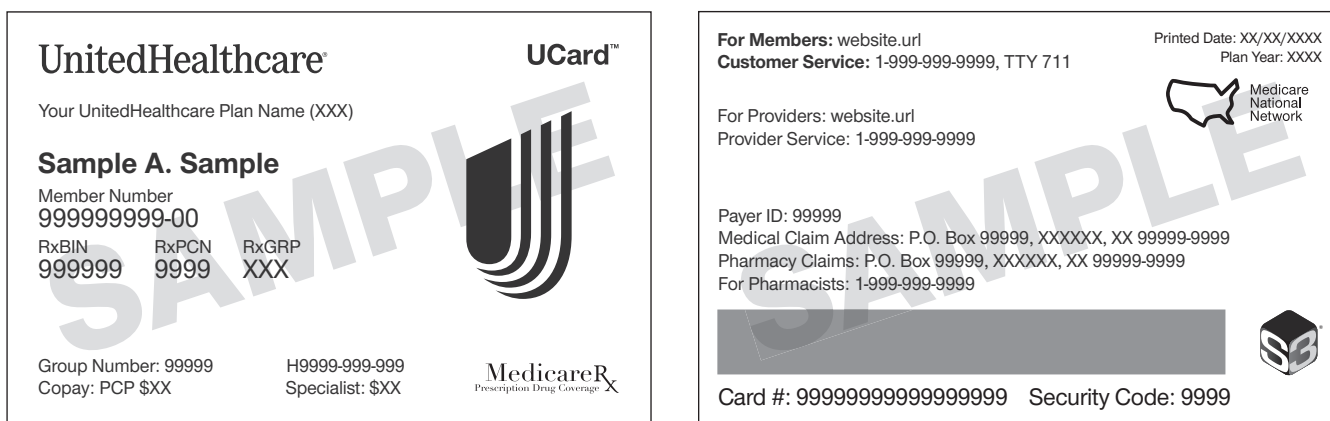 UnitedHealthcare®
UCard™
Your UnitedHealthcare Plan Name (XXX)
Sample A. Sample
Member Number
999999999-00
RxBIN RxPCN RxGRP
999999 9999 XXX
Group Number: 99999 H9999-999-999
Copay: PCP $XX Specialist: $XX
MedicareRx
Prescription Drug Coverage
SAMPLE
For Members: website.url
Customer Service: 1-999-999-9999, TTY 711
Printed Date: XX/XX/XXXX
Plan Year: XXXX
Medicare
National
Network
For Providers: website.url
Provider Service: 1-999-999-9999
Payer ID: 99999
Medical Claim Address: P.O. Box 99999, XXXXXX, XX 99999-9999
Pharmacy Claims: P.O. Box 99999, XXXXXX, XX 99999-9999
For Pharmacists: 1-999-999-9999
S3®
Card #: 99999999999999999 Security Code: 9999
SAMPLE